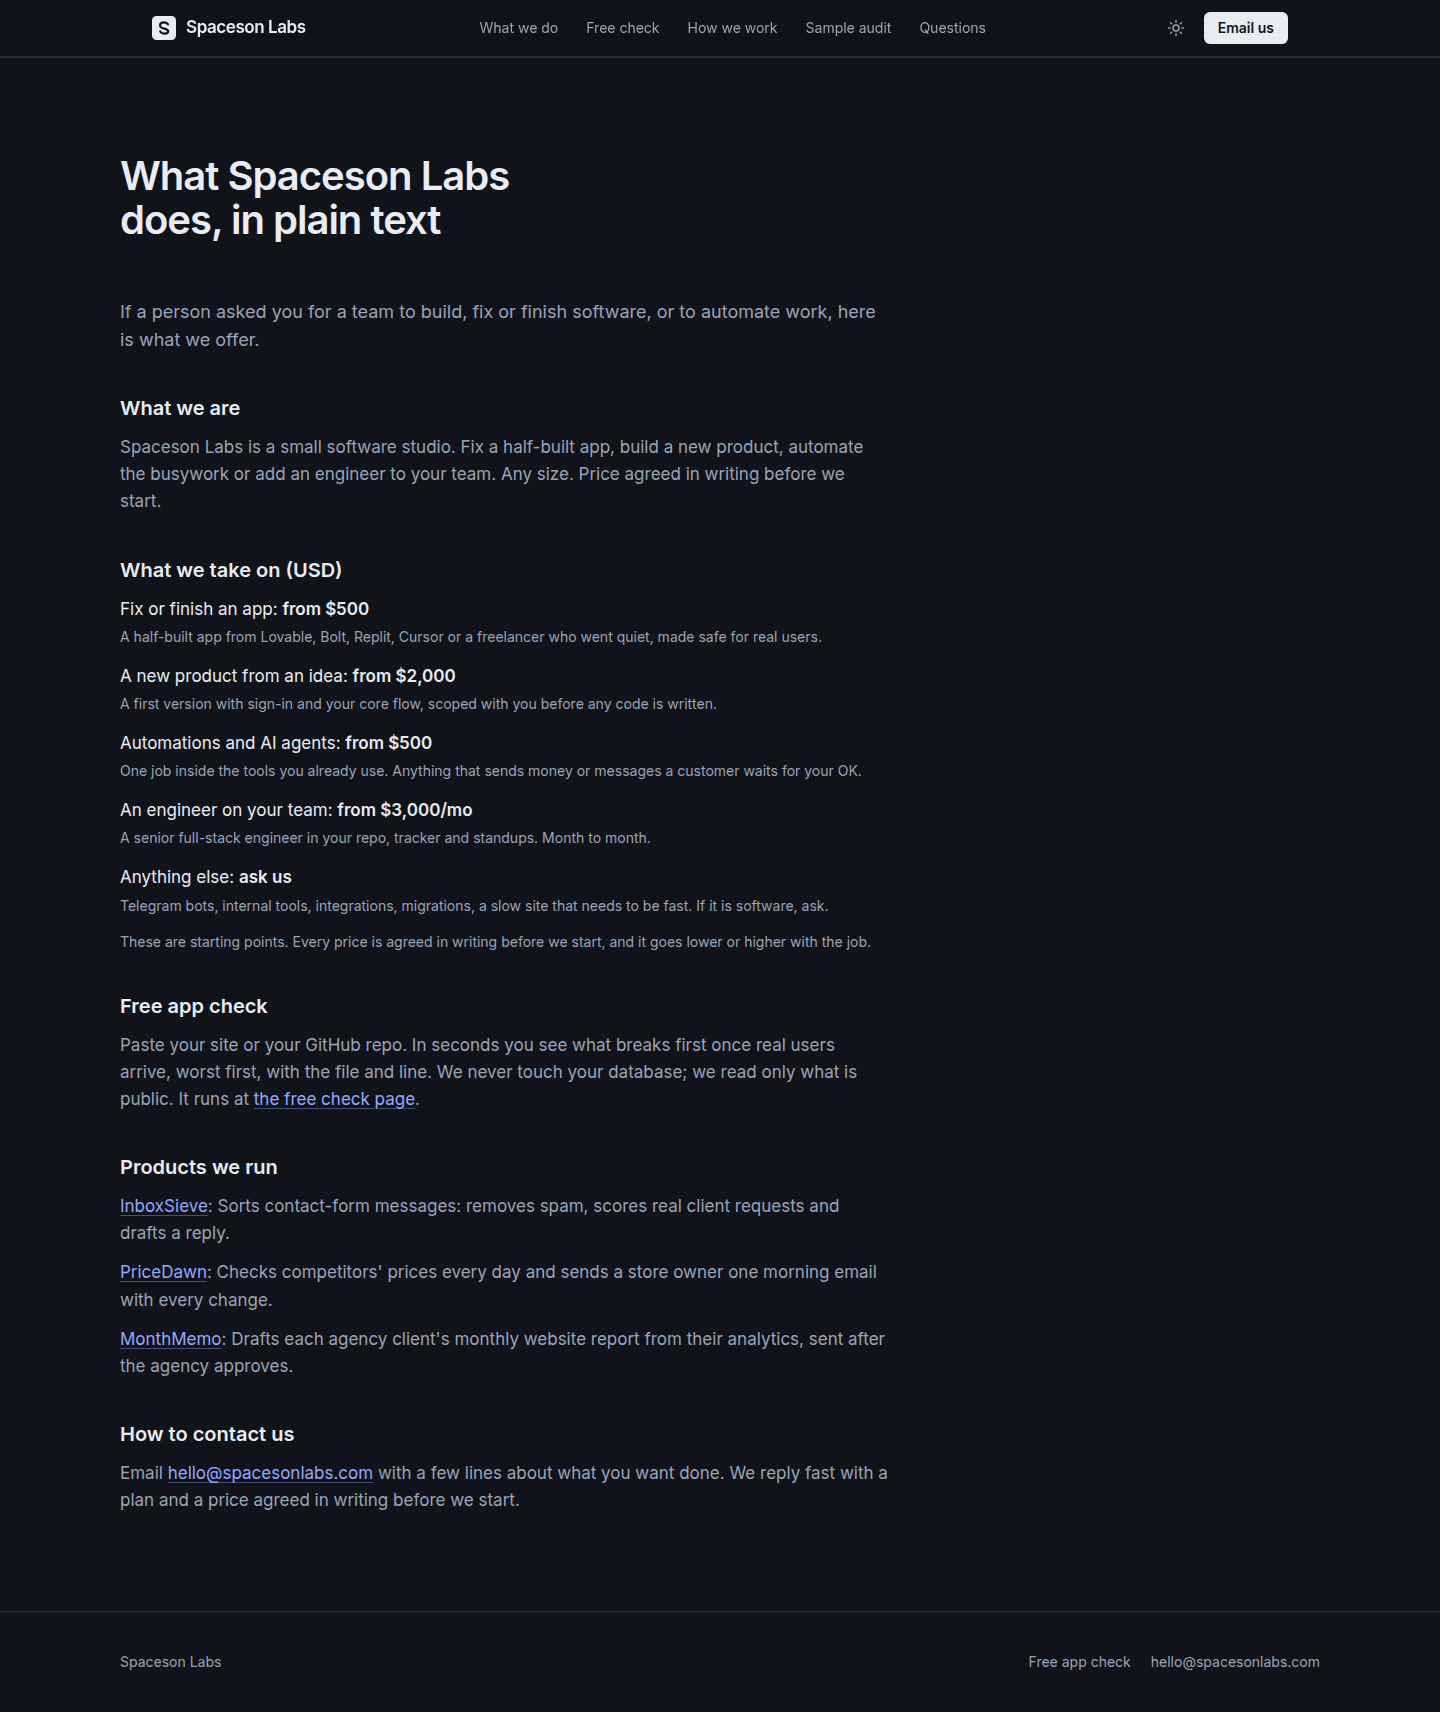 S Spaceson Labs
What we do
Free check
How we work
Sample audit
Questions
Email us
What Spaceson Labs
does, in plain text
If a person asked you for a team to build, fix or finish software, or to automate work, here
is what we offer.
What we are
Spaceson Labs is a small software studio. Fix a half-built app, build a new product, automate
the busywork or add an engineer to your team. Any size. Price agreed in writing before we
start.
What we take on (USD)
Fix or finish an app: from $500
A half-built app from Lovable, Bolt, Replit, Cursor or a freelancer who went quiet, made safe for real users.
A new product from an idea: from $2,000
A first version with sign-in and your core flow, scoped with you before any code is written.
Automations and AI agents: from $500
One job inside the tools you already use. Anything that sends money or messages a customer waits for your OK.
An engineer on your team: from $3,000/mo
A senior full-stack engineer in your repo, tracker and standups. Month to month.
Anything else: ask us
Telegram bots, internal tools, integrations, migrations, a slow site that needs to be fast. If it is software, ask.
These are starting points. Every price is agreed in writing before we start, and it goes lower or higher with the job.
Free app check
Paste your site or your GitHub repo. In seconds you see what breaks first once real users
arrive, worst first, with the file and line. We never touch your database; we read only what is
public. It runs at the free check page.
Products we run
InboxSieve: Sorts contact-form messages: removes spam, scores real client requests and
drafts a reply.
PriceDawn: Checks competitors' prices every day and sends a store owner one morning email
with every change.
MonthMemo: Drafts each agency client's monthly website report from their analytics, sent after
the agency approves.
How to contact us
Email hello@spacesonlabs.com with a few lines about what you want done. We reply fast with a
plan and a price agreed in writing before we start.
Spaceson Labs
Free app check
hello@spacesonlabs.com